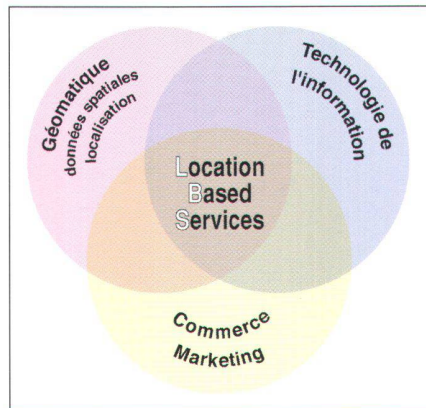 Géomatique
données spatiales
localisation
Technologie de
l'information
Location
Based
Services
Commerce
Marketing